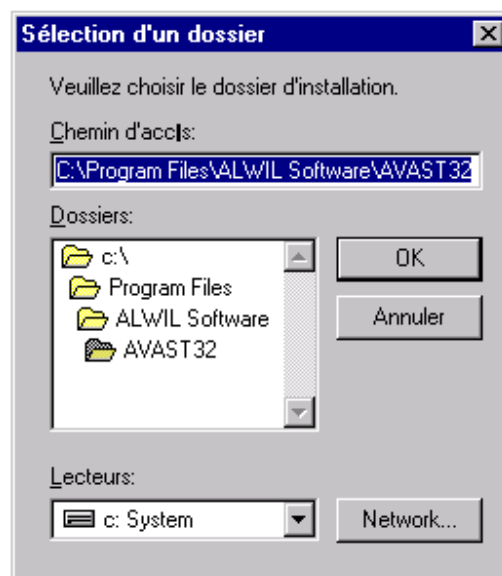 Sélection d'un dossier
Veuillez choisir le dossier d'installation.
Chemin d'accls:
C:\Program Files\ALWIL Software\AVAST32
Dossiers:
c:\
OK
Program Files
ALWIL Software
Annuler
AVAST32
Lecteurs:
c: System
Network...